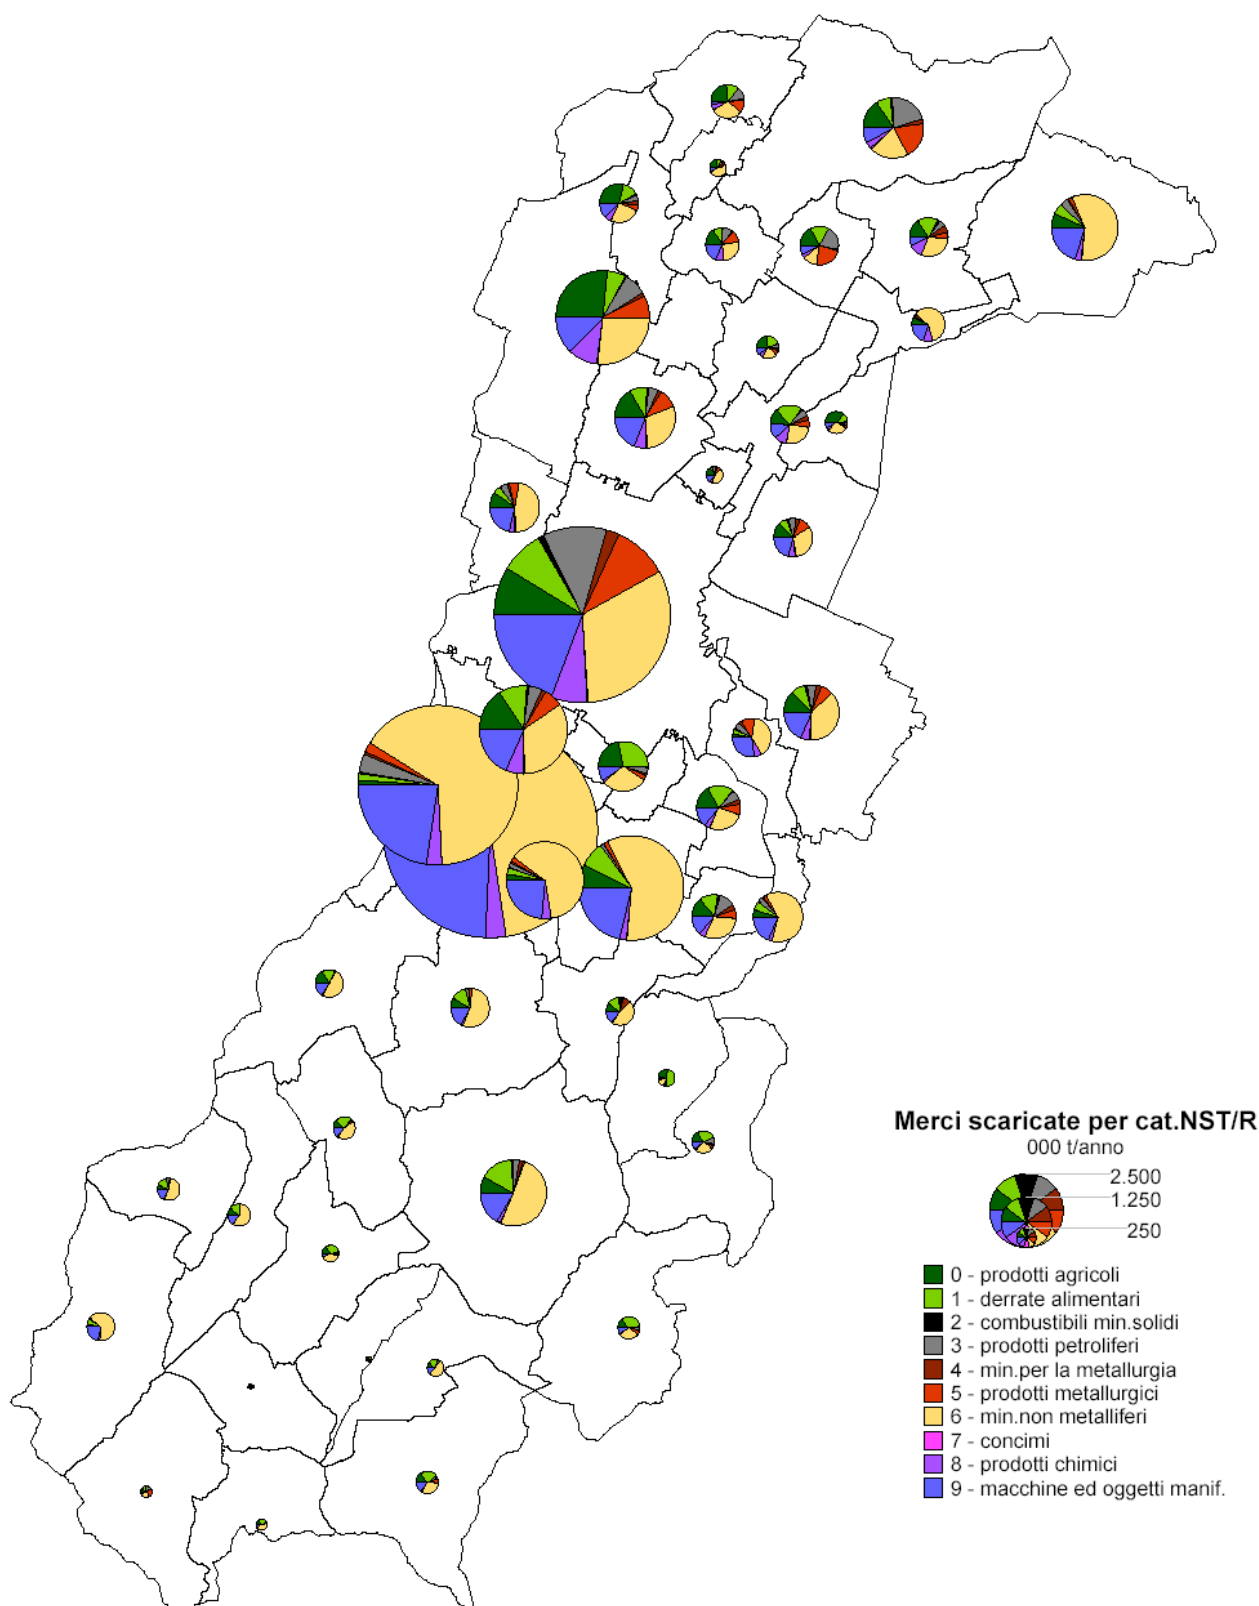 Merci scaricate per cat.NST/R
000 t/anno
2.500
1.250
250
0 - prodotti agricoli
1 - derrate alimentari
2 - combustibili min.solidi
3 - prodotti petroliferi
4 - min.per la metallurgia
5 - prodotti metallurgici
6 - min.non metalliferi
7 - concimi
8 - prodotti chimici
9 - macchine ed oggetti manif.